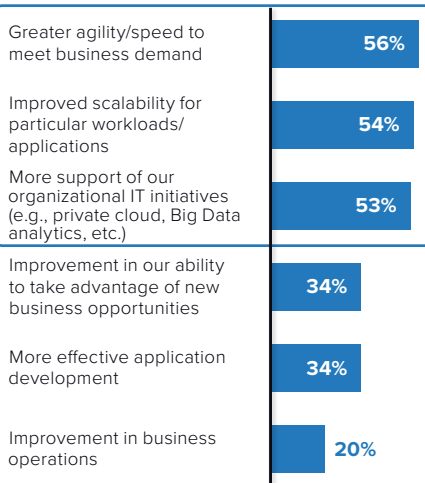 Greater agility/speed to
meet business demand
56%
Improved scalability for
particular workloads/
applications
54%
More support of our
organizational IT initiatives
(e.g., private cloud, Big Data
analytics, etc.)
53%
Improvement in our ability
to take advantage of new
business opportunities
34%
More effective application
development
34%
Improvement in business
operations
20%